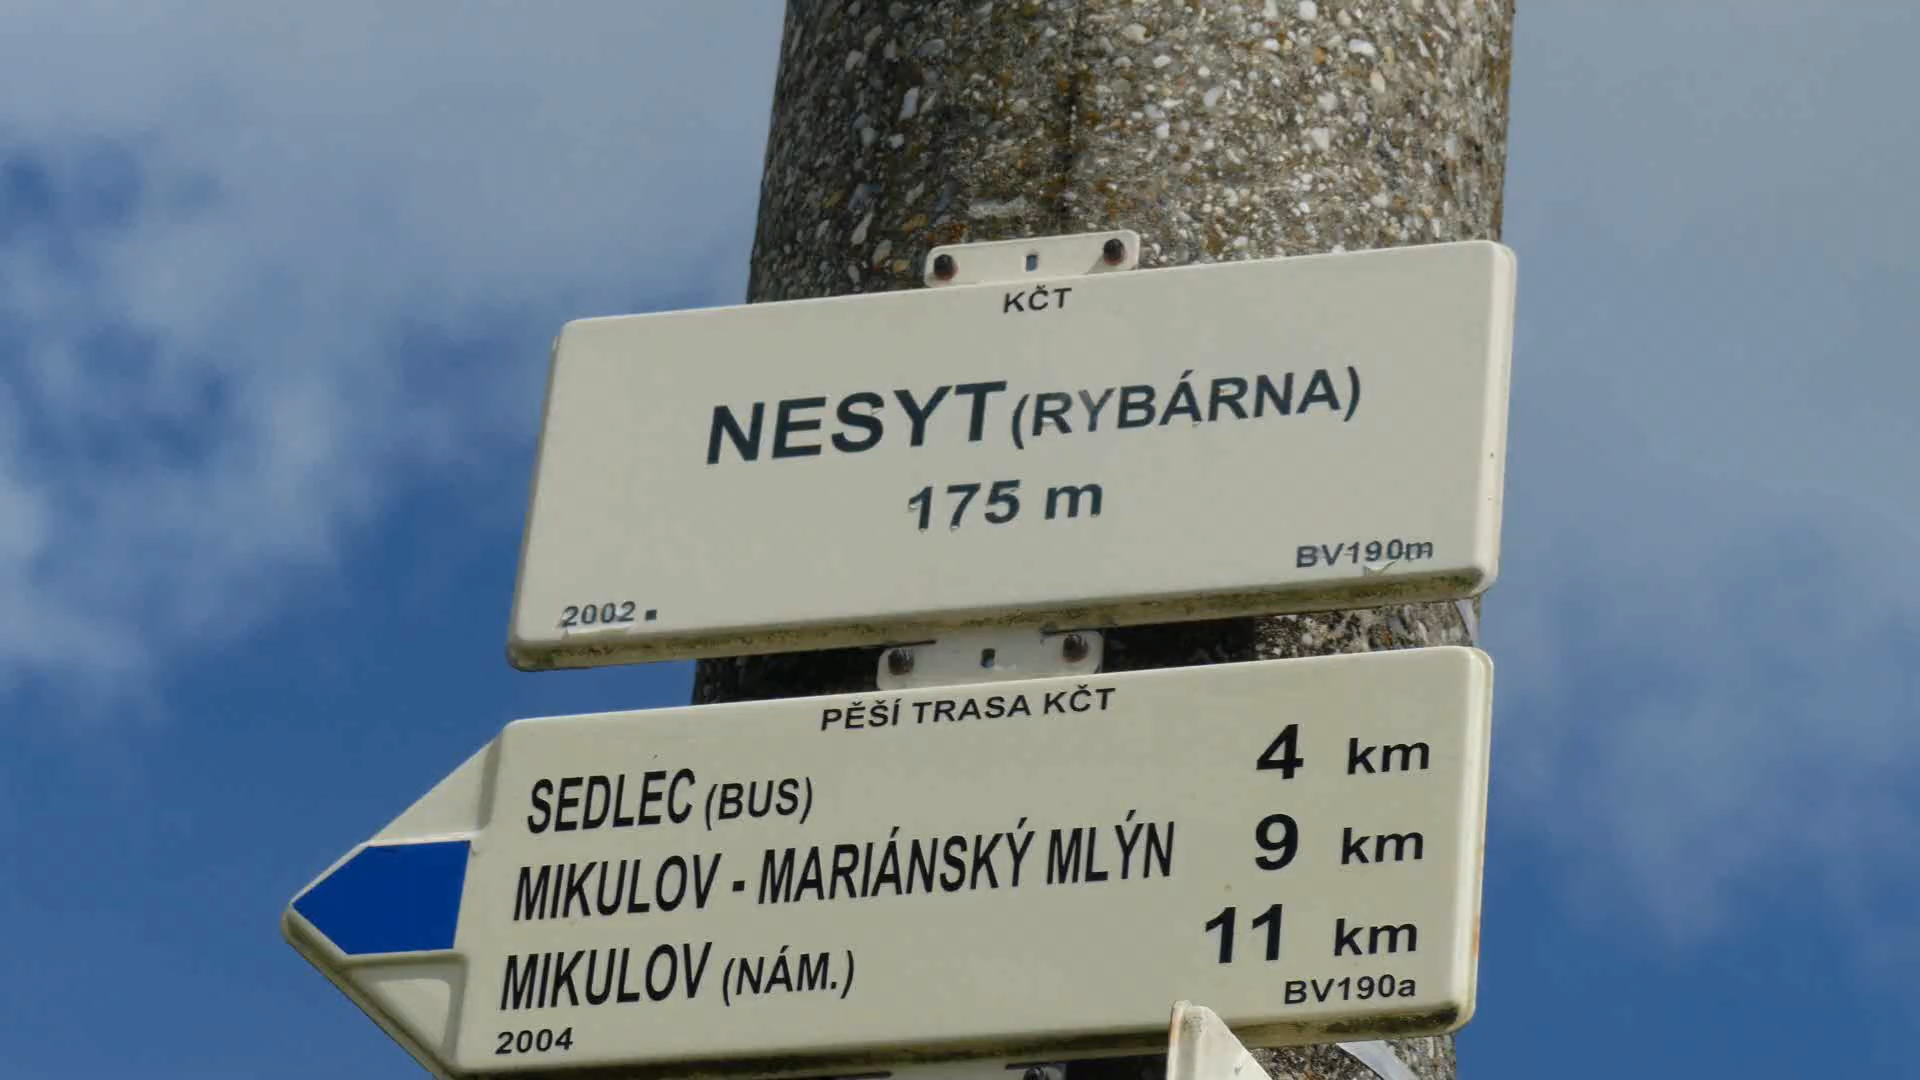 KČT
NESYT (RYBÁRNA)
175 m
BV190m
2002.
PĚŠÍ TRASA KČT
SEDLEC (BUS) 4 km
MIKULOV - MARIÁNSKÝ MLÝN 9 km
MIKULOV (NÁM.) 11 km
BV190a
2004